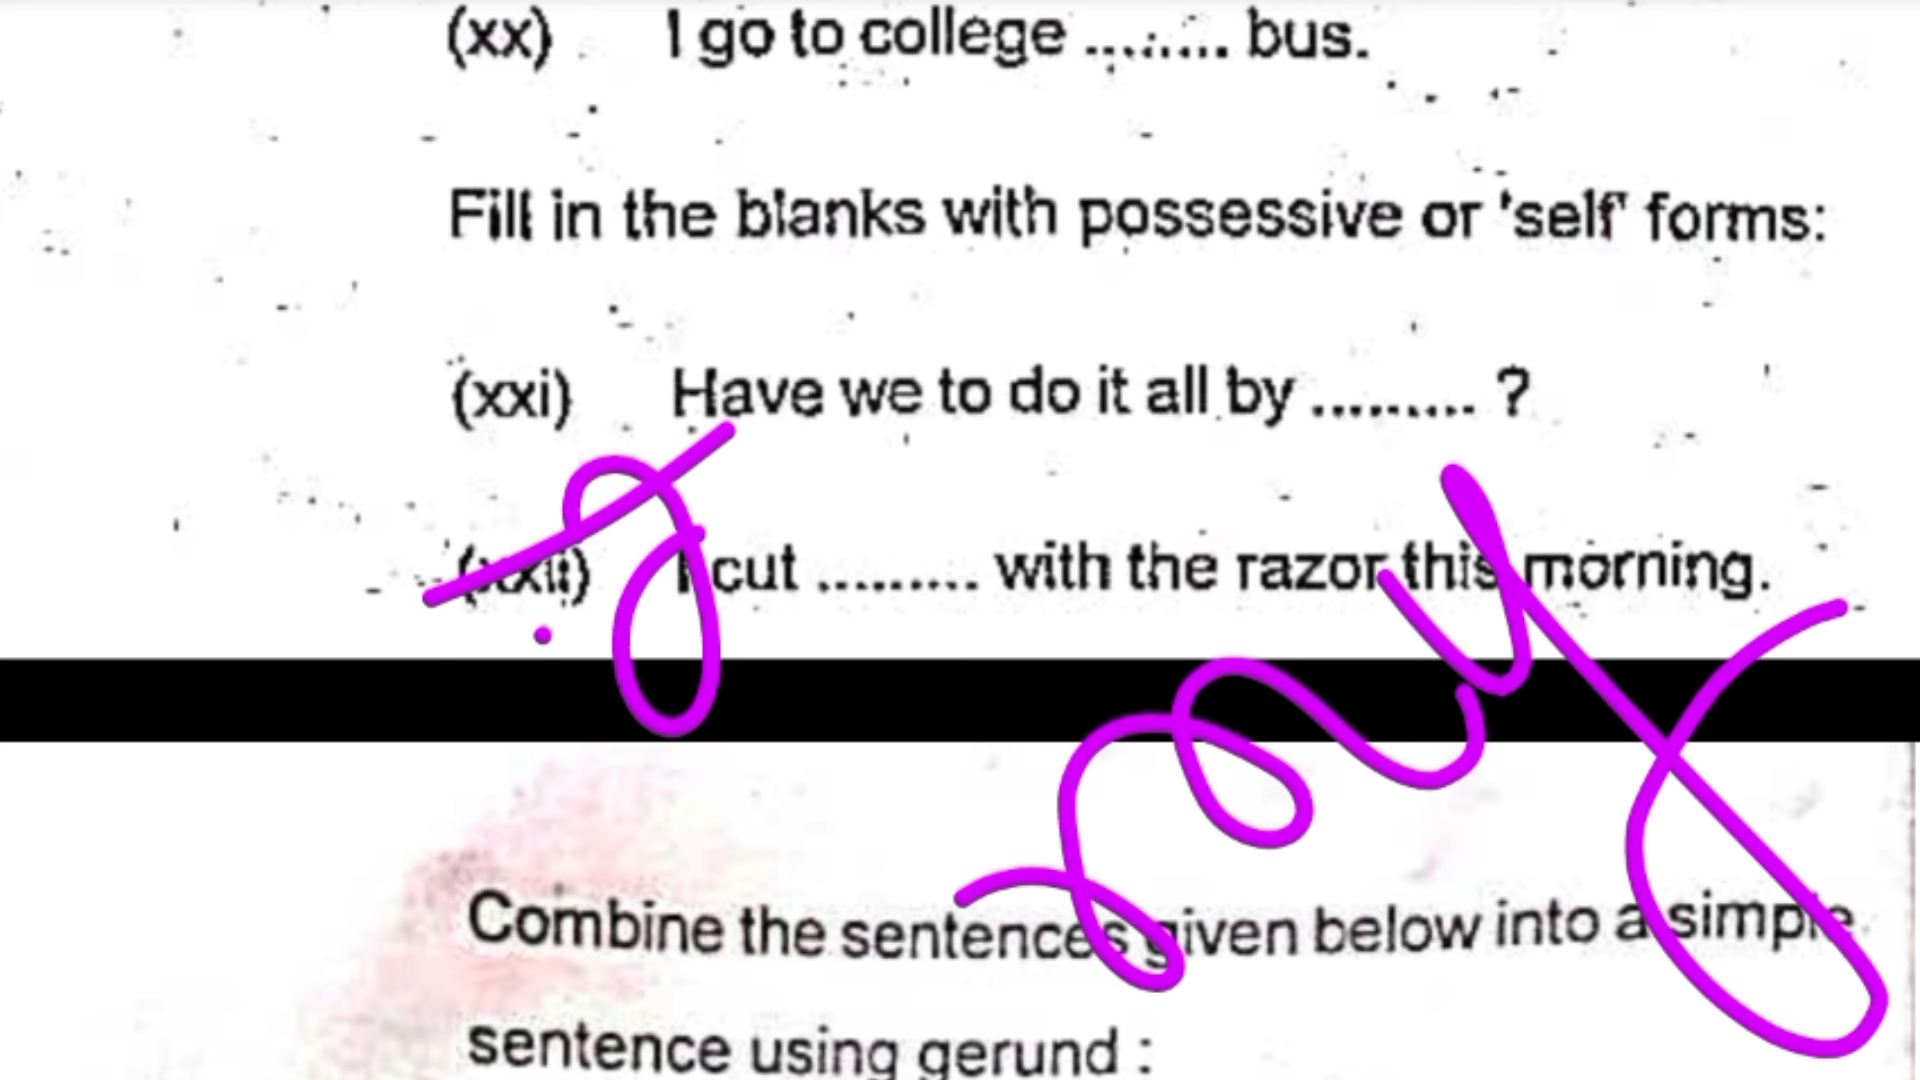 (xx) I go to college ........ bus.
Fill in the blanks with possessive or 'self' forms:
(xxi) Have we to do it all by ......... ?
(xxii) I cut ......... with the razor this morning.
Combine the sentences given below into a simple
sentence using gerund :